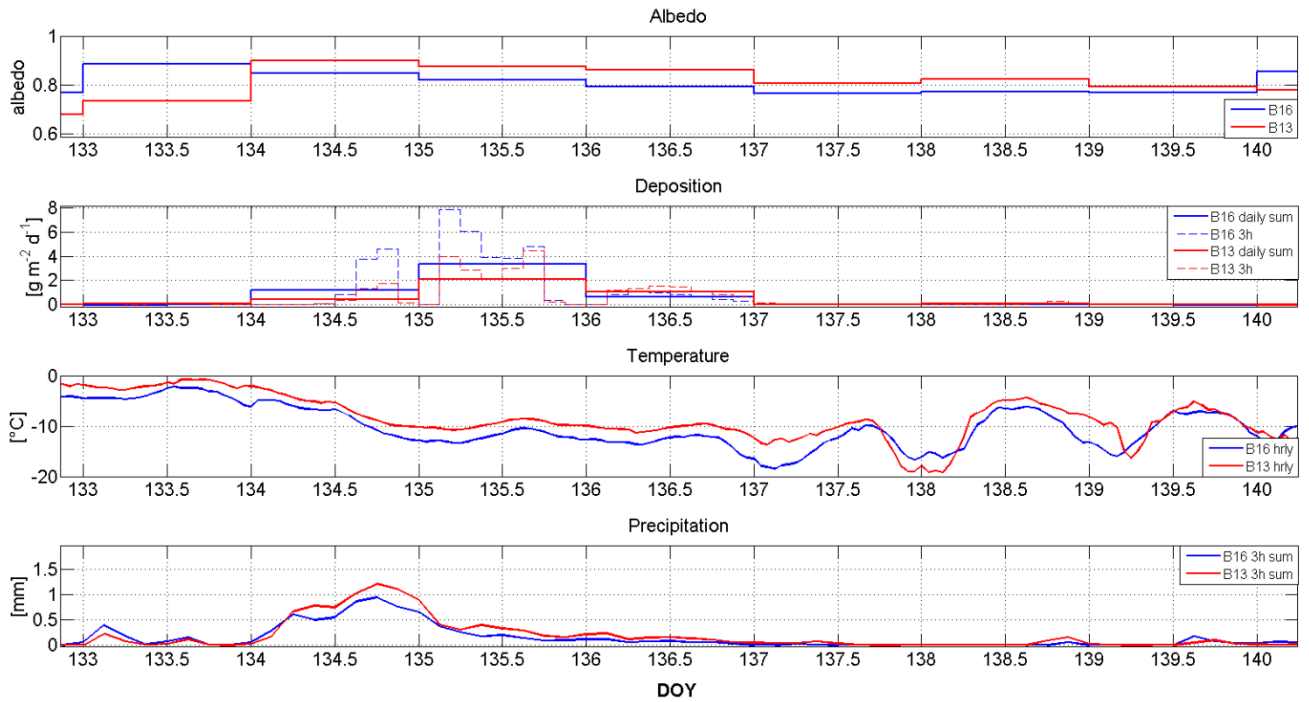 Albedo
albedo
1
0.8
0.6
B16
B13
133 133.5 134 134.5 135 135.5 136 136.5 137 137.5 138 138.5 139 139.5 140
Deposition
[g m⁻² d⁻¹]
8
6
4
2
0
B16 daily sum
B16 3h
B13 daily sum
B13 3h
133 133.5 134 134.5 135 135.5 136 136.5 137 137.5 138 138.5 139 139.5 140
Temperature
[°C]
0
-10
-20
B16 hrly
B13 hrly
133 133.5 134 134.5 135 135.5 136 136.5 137 137.5 138 138.5 139 139.5 140
Precipitation
[mm]
1.5
1
0.5
0
B16 3h sum
B13 3h sum
133 133.5 134 134.5 135 135.5 136 136.5 137 137.5 138 138.5 139 139.5 140
DOY